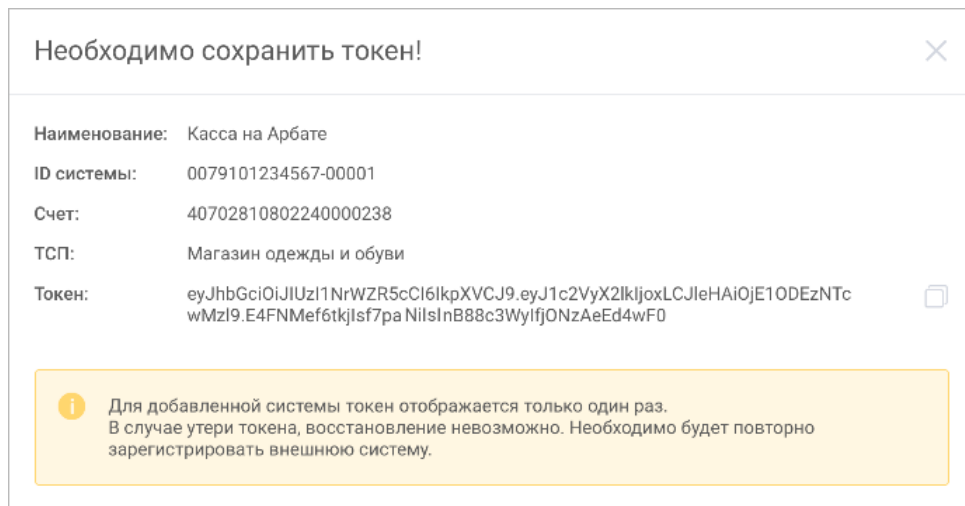 Необходимо сохранить токен!
Наименование: Касса на Арбате
ID системы: 0079101234567-00001
Счет: 40702810802240000238
ТСП: Магазин одежды и обуви
Токен: eyJhbGciOiJIUzI1NrWZR5cCI6IkpXVCJ9.eyJ1c2VyX2lkIjoxLCJleHAiOjE1ODEzNTc
wMzl9.E4FNMef6tkjIsf7pa NiIsInB88c3WyIfjONzAeEd4wF0
Для добавленной системы токен отображается только один раз.
В случае утери токена, восстановление невозможно. Необходимо будет повторно
зарегистрировать внешнюю систему.